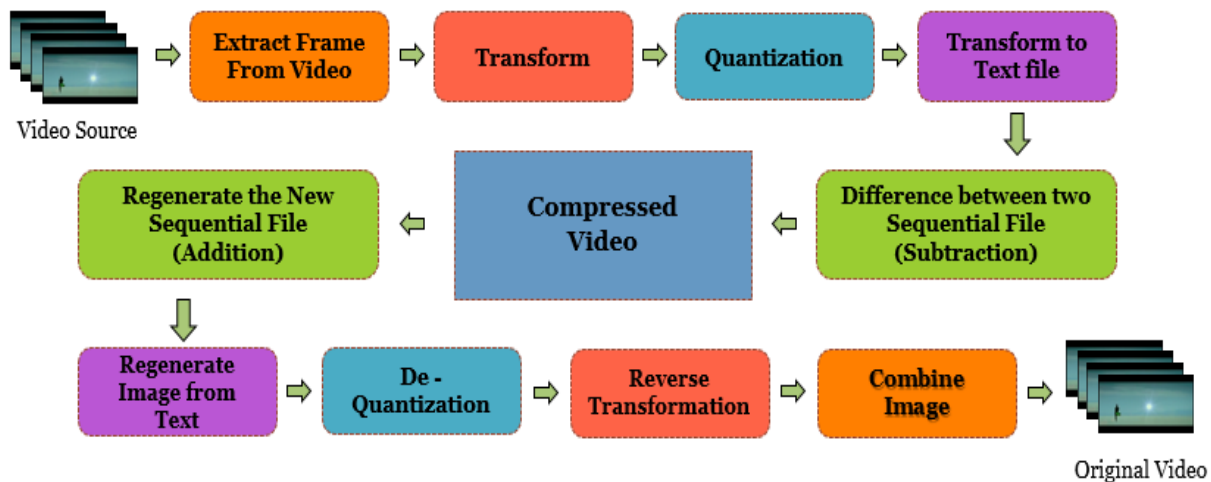 Video Source
Extract Frame
From Video
Transform
Quantization
Transform to
Text file
Difference between two
Sequential File
(Subtraction)
Compressed
Video
Regenerate the New
Sequential File
(Addition)
Regenerate
Image from
Text
De -
Quantization
Reverse
Transformation
Combine
Image
Original Video